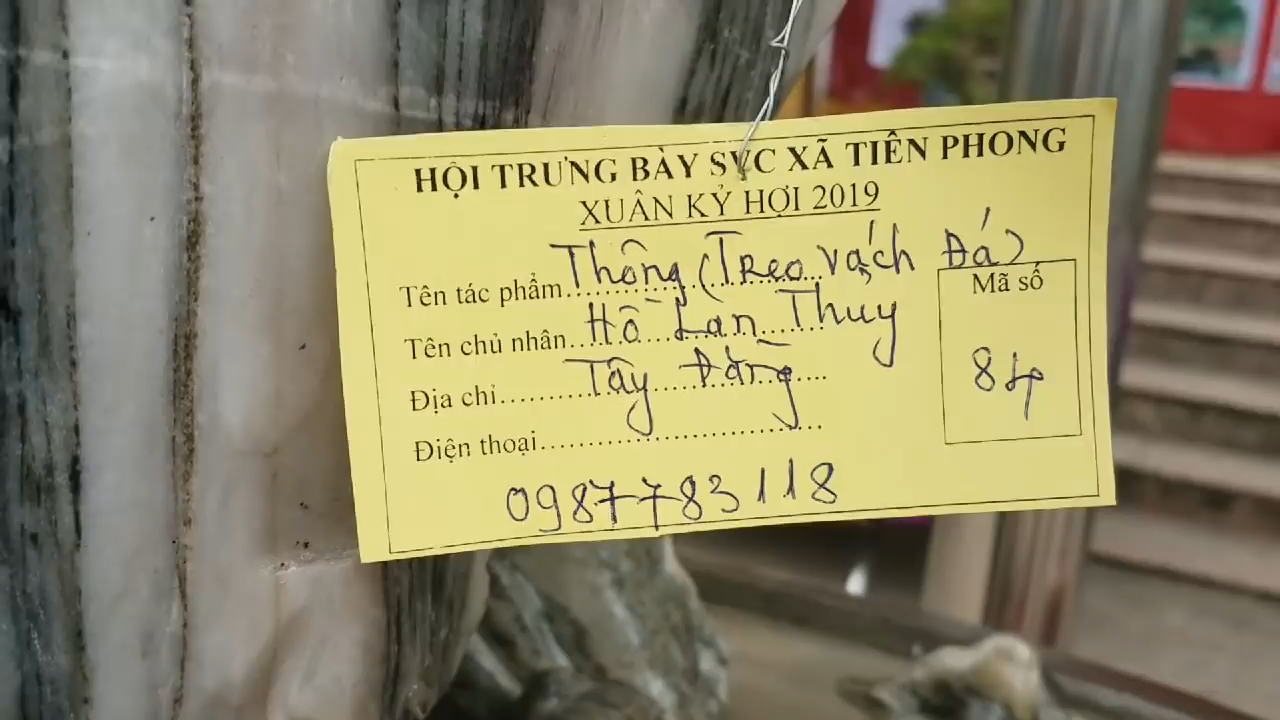 HỘI TRƯNG BÀY SVC XÃ TIÊN PHONG
XUÂN KỶ HỢI 2019
Tên tác phẩm Thông (Treo vách Đá)
Tên chủ nhân Hồ Lan Thuy
Địa chỉ Tây Đằng
Điện thoại
0987783118
Mã số
84